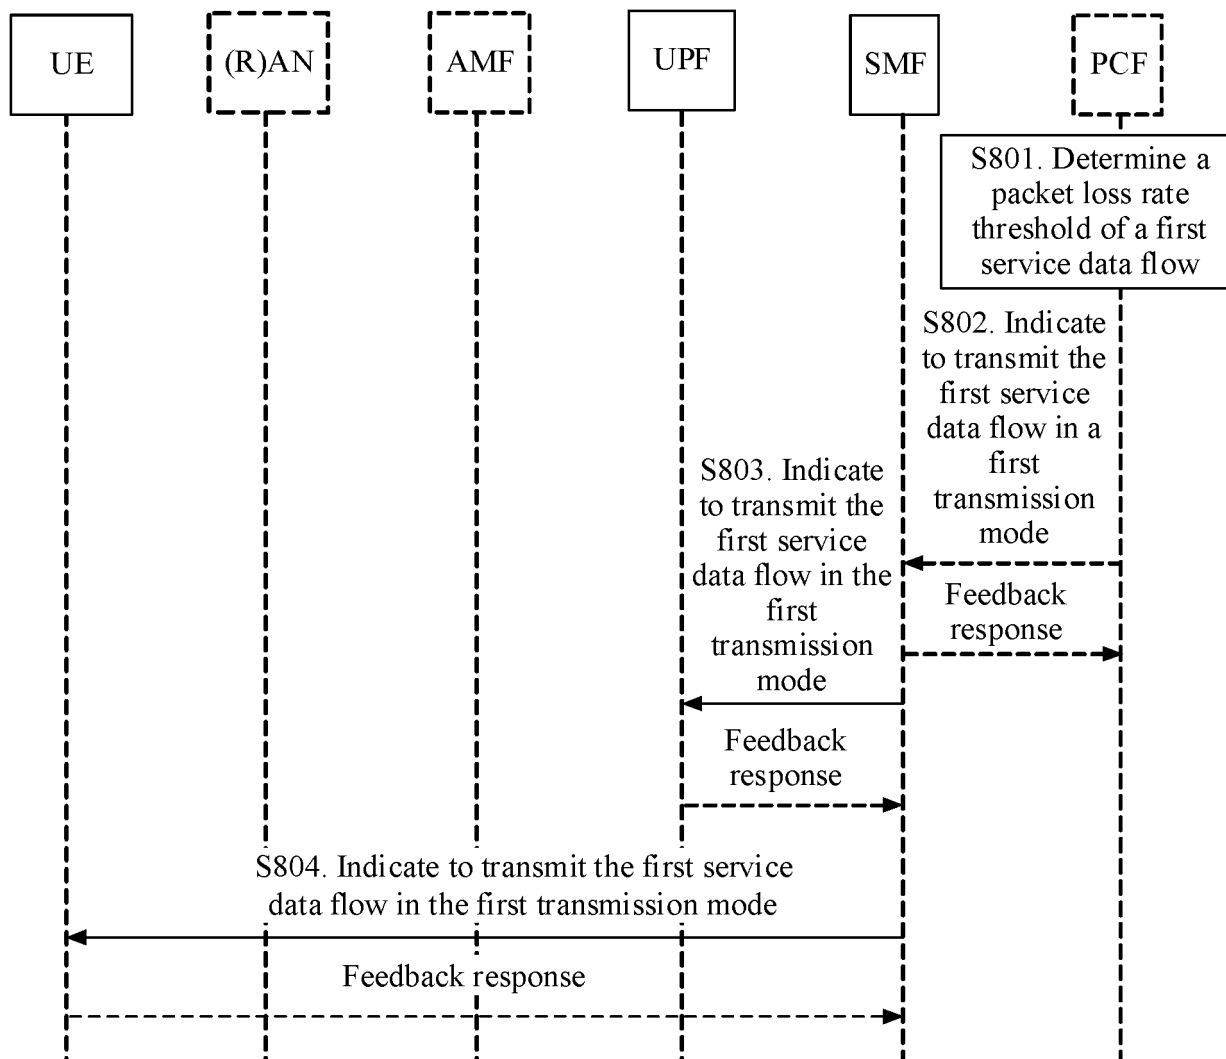 UE
(R)AN
AMF
UPF
SMF
PCF
S801. Determine a
packet loss rate
threshold of a first
service data flow
S802. Indicate
to transmit the
first service
data flow in a
first
transmission
mode
Feedback
response
S803. Indicate
to transmit the
first service
data flow in the
first
transmission
mode
Feedback
response
S804. Indicate to transmit the first service
data flow in the first transmission mode
Feedback response